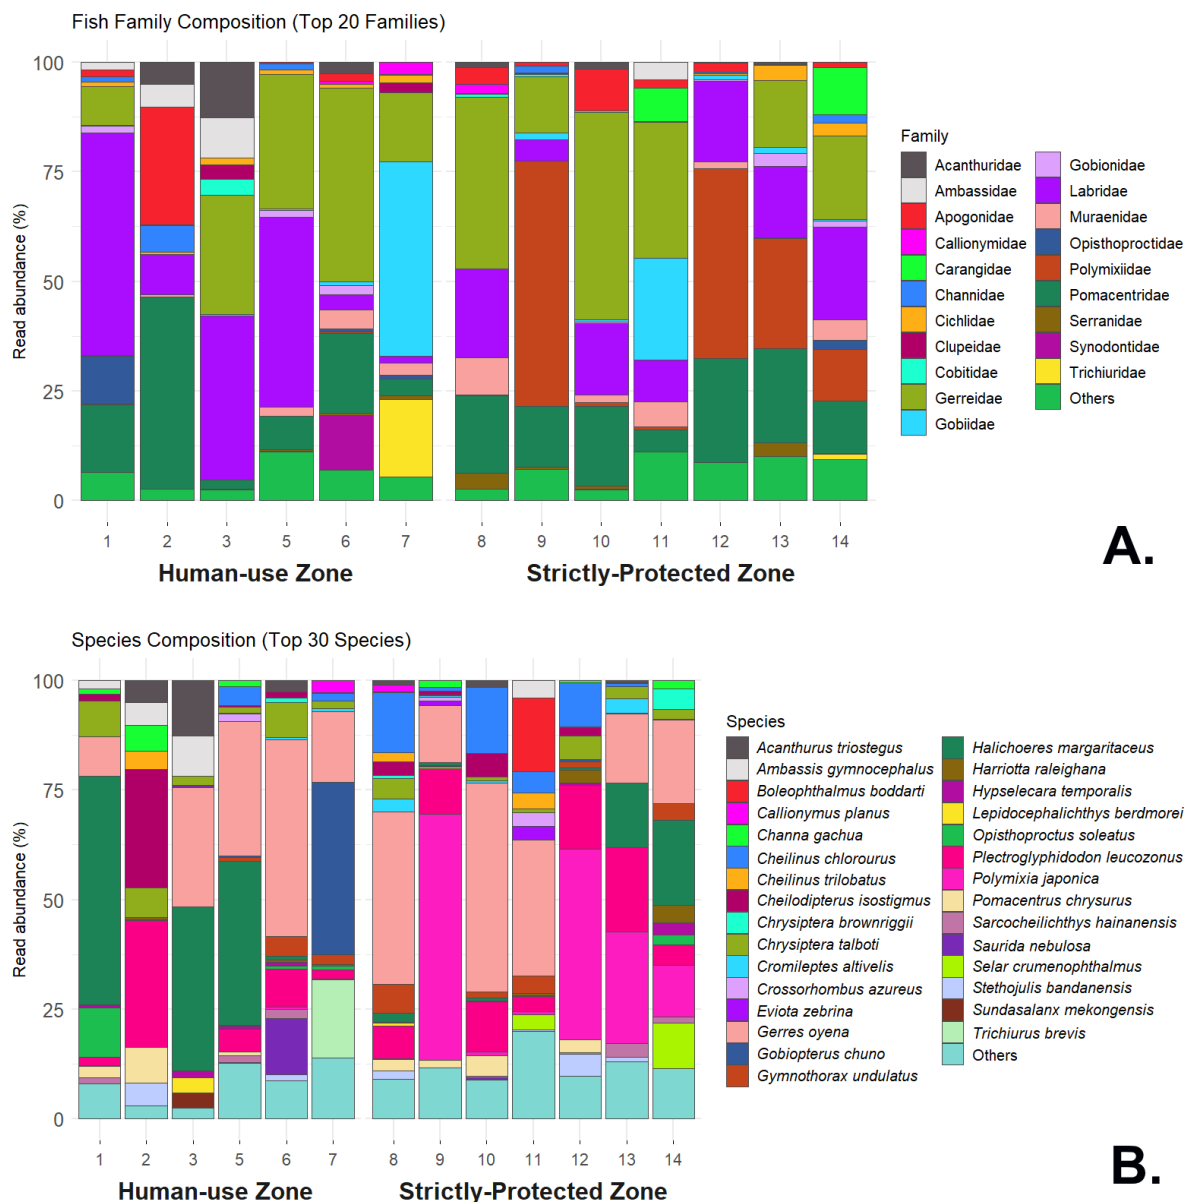 Fish Family Composition (Top 20 Families)
Read abundance (%)
100
75
50
25
0
1 2 3 5 6 7 8 9 10 11 12 13 14
Human-use Zone Strictly-Protected Zone
Family
Acanthuridae
Ambassidae
Apogonidae
Callionymidae
Carangidae
Channidae
Cichlidae
Clupeidae
Cobitidae
Gerreidae
Gobiidae
Gobionidae
Labridae
Muraenidae
Opisthoproctidae
Polymixiidae
Pomacentridae
Serranidae
Synodontidae
Trichiuridae
Others
A.
Species Composition (Top 30 Species)
Read abundance (%)
100
75
50
25
0
1 2 3 5 6 7 8 9 10 11 12 13 14
Human-use Zone Strictly-Protected Zone
Species
Acanthurus triostegus
Ambassis gymnocephalus
Boleophthalmus boddarti
Callionymus planus
Channa gachua
Cheilinus chlorourus
Cheilinus trilobatus
Cheilodipterus isostigmus
Chrysiptera brownriggii
Chrysiptera talboti
Cromileptes altivelis
Crossorhombus azureus
Eviota zebrina
Gerres oyena
Gobiopterus chuno
Gymnothorax undulatus
Halichoeres margaritaceus
Harriotta raleighana
Hypselecara temporalis
Lepidocephalichthys berdmorei
Opisthoproctus soleatus
Plectroglyphidodon leucozonus
Polymixia japonica
Pomacentrus chrysurus
Sarcocheilichthys hainanensis
Saurida nebulosa
Selar crumenophthalmus
Stethojulis bandanensis
Sundasalanx mekongensis
Trichiurus brevis
Others
B.